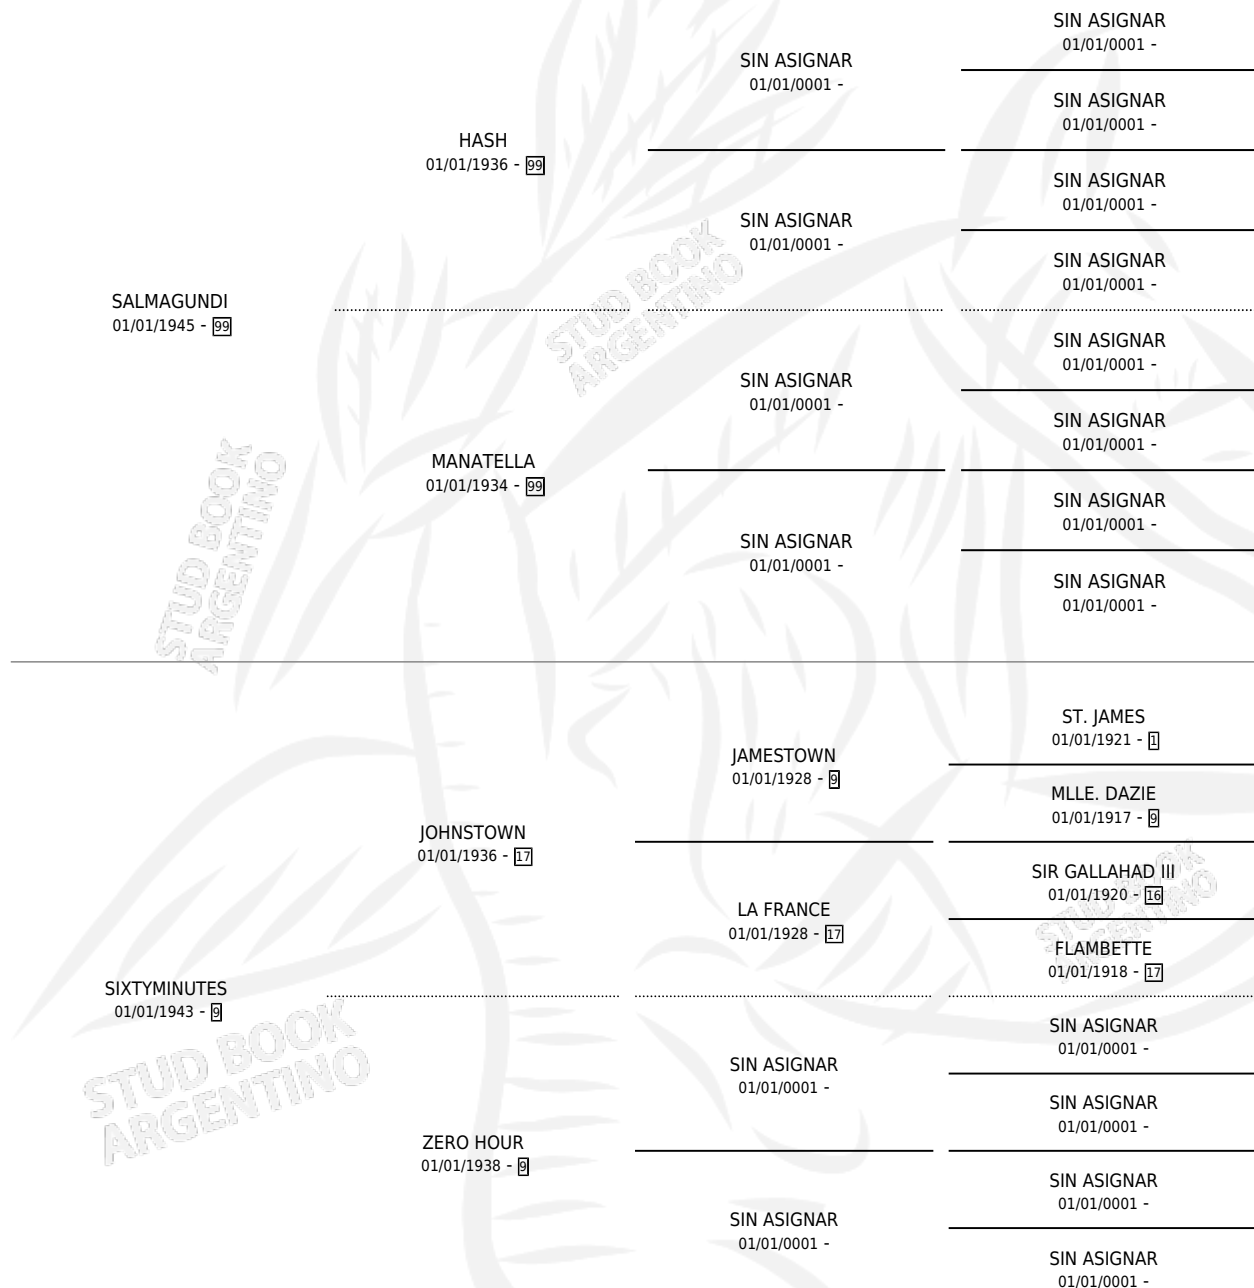 SIN ASIGNAR
01/01/0001 -
SIN ASIGNAR
01/01/0001 -
SIN ASIGNAR
01/01/0001 -
HASH
01/01/1936 - 99
SIN ASIGNAR
01/01/0001 -
SIN ASIGNAR
01/01/0001 -
SIN ASIGNAR
01/01/0001 -
SALMAGUNDI
01/01/1945 - 99
STUD BOOK
ARGENTINO
SIN ASIGNAR
01/01/0001 -
SIN ASIGNAR
01/01/0001 -
SIN ASIGNAR
01/01/0001 -
MANATELLA
01/01/1934 - 99
SIN ASIGNAR
01/01/0001 -
SIN ASIGNAR
01/01/0001 -
SIN ASIGNAR
01/01/0001 -
STUD BOOK
ARGENTINO
ST. JAMES
01/01/1921 - 1
JAMESTOWN
01/01/1928 - 9
MLLE. DAZIE
01/01/1917 - 9
JOHNSTOWN
01/01/1936 - 17
SIR GALLAHAD III
01/01/1920 - 16
LA FRANCE
01/01/1928 - 17
FLAMBETTE
01/01/1918 - 17
STUD BOOK
ARGENTINO
SIXTYMINUTES
01/01/1943 - 9
STUD BOOK
ARGENTINO
SIN ASIGNAR
01/01/0001 -
SIN ASIGNAR
01/01/0001 -
SIN ASIGNAR
01/01/0001 -
ZERO HOUR
01/01/1938 - 9
SIN ASIGNAR
01/01/0001 -
SIN ASIGNAR
01/01/0001 -
SIN ASIGNAR
01/01/0001 -